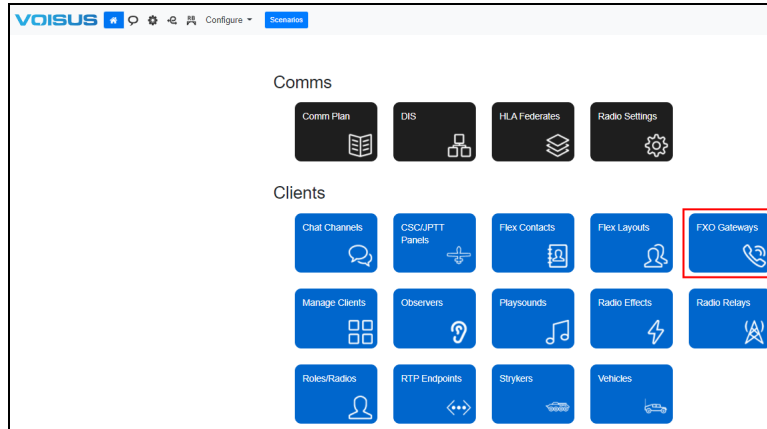 VOISUS Configure Scenarios
Comms
Comm Plan DIS HLA Federates Radio Settings
Clients
Chat Channels CSC/JPTT Flex Contacts Flex Layouts FXO Gateways
Panels
Manage Clients Observers Playsounds Radio Effects Radio Relays
Roles/Radios RTP Endpoints Strykers Vehicles